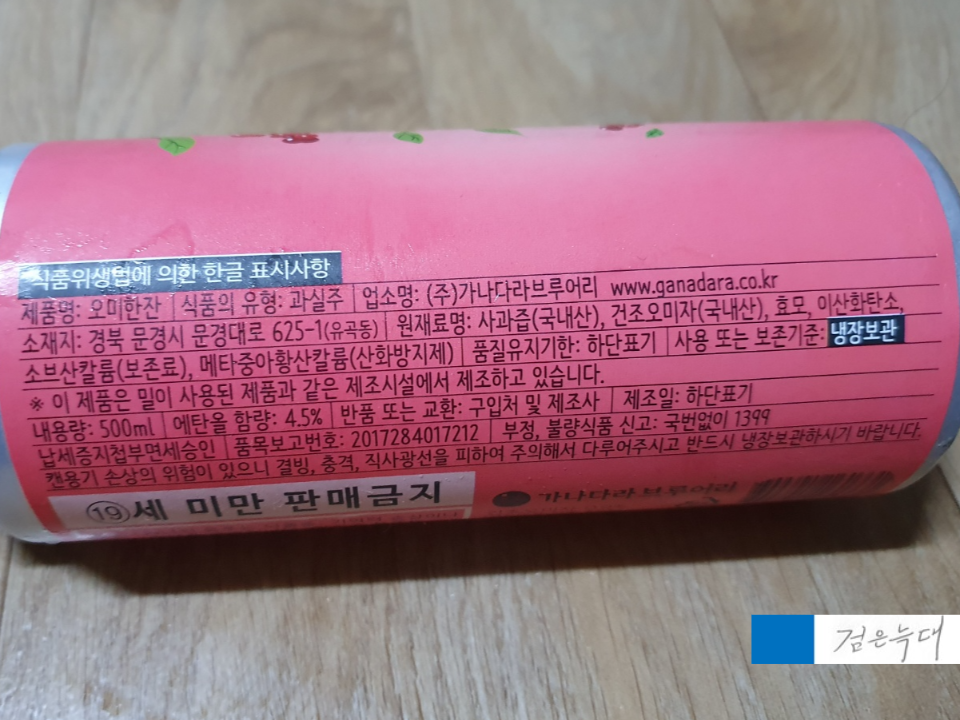 식품위생법에 의한 한글 표시사항
제품명: 오미한잔 | 식품의 유형: 과실주 | 업소명: (주)가나다라브루어리 www.ganadara.co.kr
소재지: 경북 문경시 문경대로 625-1(유곡동) | 원재료명: 사과즙(국내산), 건조오미자(국내산), 효모, 이산화탄소,
소브산칼륨(보존료), 메타중아황산칼륨(산화방지제) | 품질유지기한: 하단표기 | 사용 또는 보존기준: 냉장보관
※ 이 제품은 밀이 사용된 제품과 같은 제조시설에서 제조하고 있습니다.
내용량: 500ml | 에탄올 함량: 4.5% | 반품 또는 교환: 구입처 및 제조사 | 제조일: 하단표기
납세증지첩부면세승인 | 품목보고번호: 2017284017212 | 부정, 불량식품 신고: 국번없이 1399
캔용기 손상의 위험이 있으니 결빙, 충격, 직사광선을 피하여 주의해서 다루어주시고 반드시 냉장보관하시기 바랍니다.
19세 미만 판매금지
가나다라브루어리
검은늑대